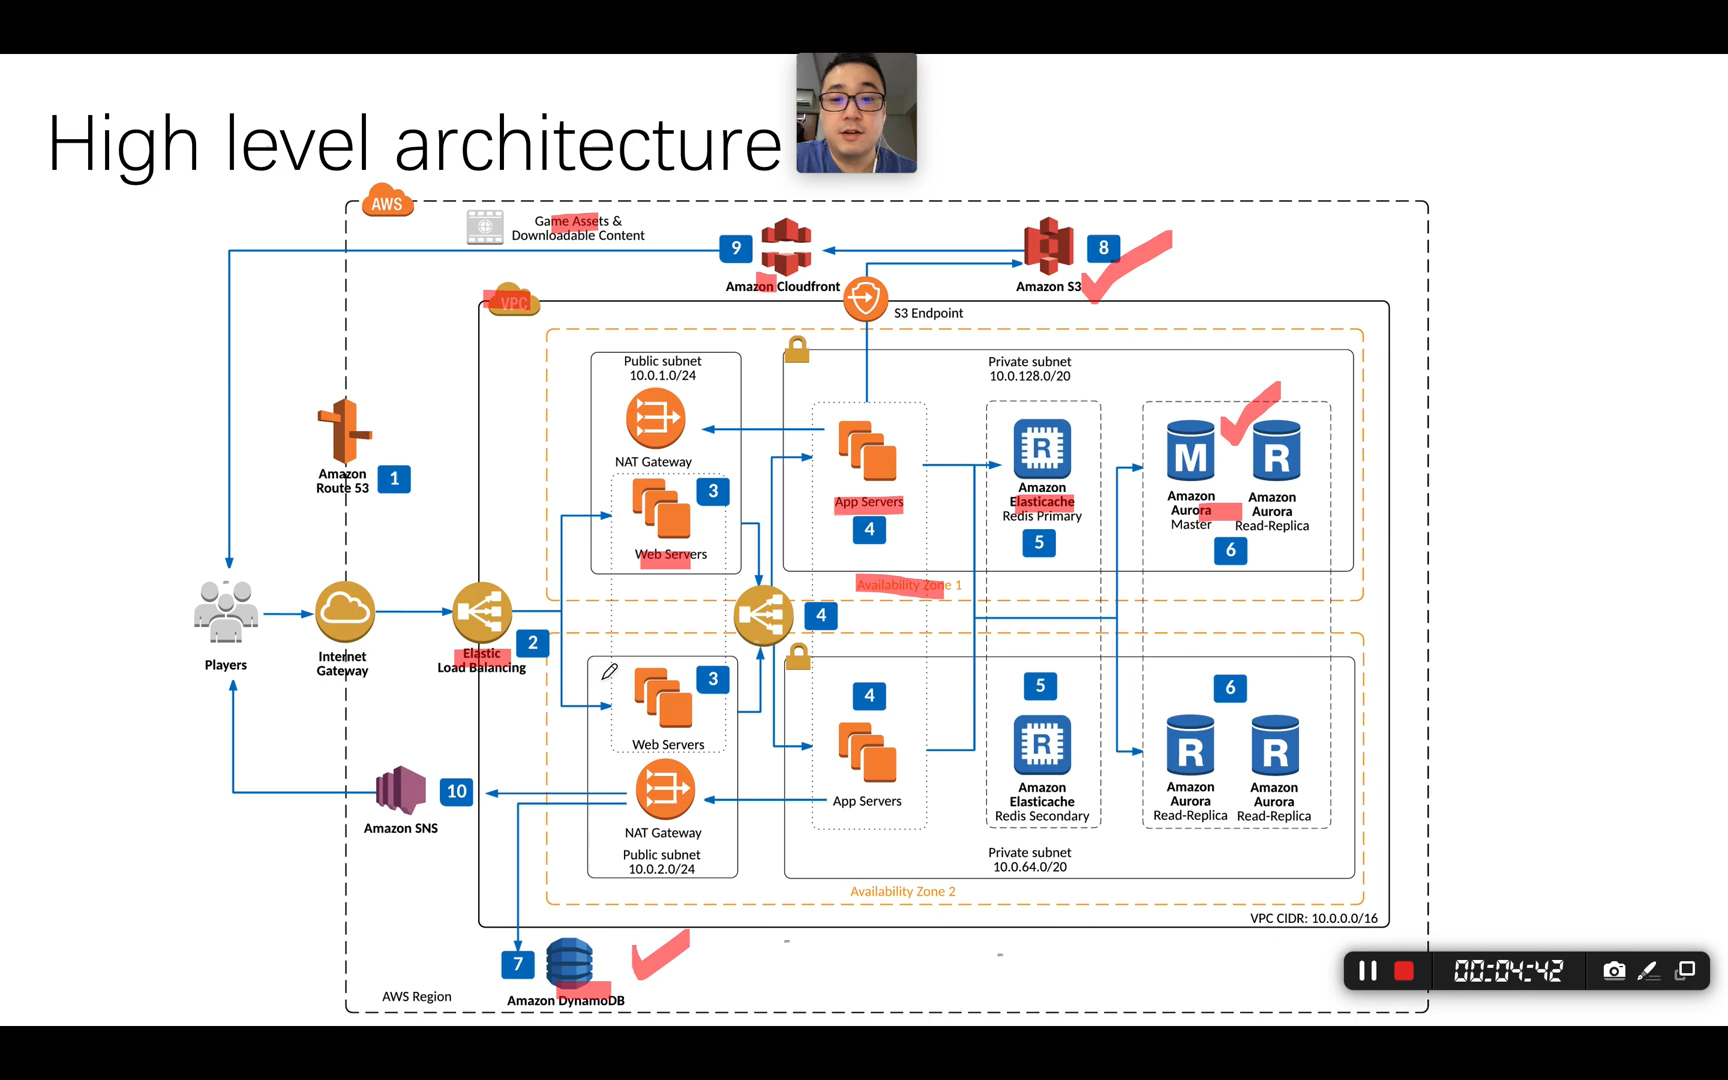 High level architecture
AWS
Game Assets &
Downloadable Content
9
Amazon Cloudfront
8
Amazon S3
VPC
S3 Endpoint
Public subnet
10.0.1.0/24
NAT Gateway
3
Web Servers
Private subnet
10.0.128.0/20
App Servers
4
R
Amazon
Elasticache
Redis Primary
5
M
Amazon
Aurora
Master
R
Amazon
Aurora
Read-Replica
6
Availability Zone 1
Amazon
Route 53
1
Players
Internet
Gateway
Elastic
Load Balancing
2
4
3
Web Servers
NAT Gateway
Public subnet
10.0.2.0/24
4
App Servers
5
R
Amazon
Elasticache
Redis Secondary
6
R
Amazon
Aurora
Read-Replica
R
Amazon
Aurora
Read-Replica
Private subnet
10.0.64.0/20
Availability Zone 2
VPC CIDR: 10.0.0.0/16
Amazon SNS
10
7
Amazon DynamoDB
AWS Region
00:04:42